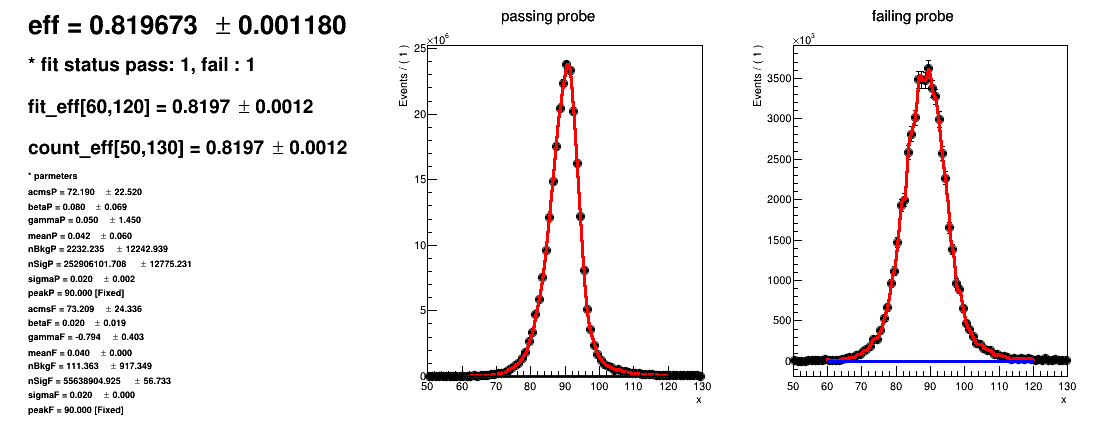 eff = 0.819673 ± 0.001180
* fit status pass: 1, fail : 1
fit_eff[60,120] = 0.8197 ± 0.0012
count_eff[50,130] = 0.8197 ± 0.0012
* parmeters
acmsP = 72.190 ± 22.520
betaP = 0.080 ± 0.069
gammaP = 0.050 ± 1.450
meanP = 0.042 ± 0.060
nBkgP = 2232.235 ± 12242.939
nSigP = 252906101.708 ± 12775.231
sigmaP = 0.020 ± 0.002
peakP = 90.000 [Fixed]
acmsF = 73.209 ± 24.336
betaF = 0.020 ± 0.019
gammaF = -0.794 ± 0.403
meanF = 0.040 ± 0.000
nBkgF = 111.363 ± 917.349
nSigF = 55638904.925 ± 56.733
sigmaF = 0.020 ± 0.000
peakF = 90.000 [Fixed]
passing probe
×10⁶
Events / ( 1 )
25
20
15
10
5
0
50 60 70 80 90 100 110 120 130
x
failing probe
×10³
Events / ( 1 )
3500
3000
2500
2000
1500
1000
500
0
50 60 70 80 90 100 110 120 130
x